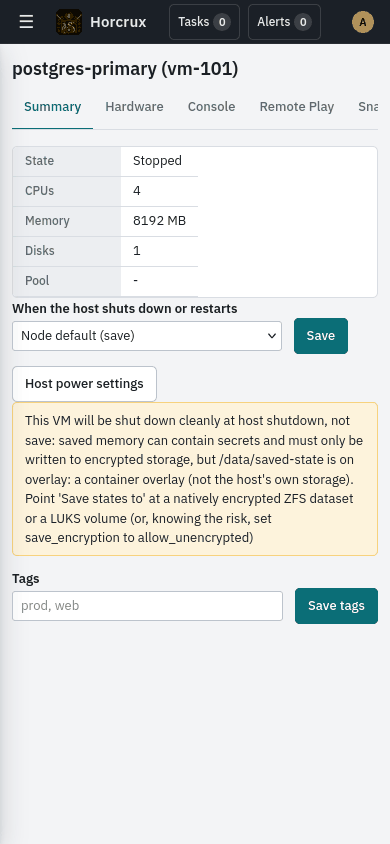 ☰ Horcrux Tasks 0 Alerts 0 A
postgres-primary (vm-101)
Summary Hardware Console Remote Play Sna
State Stopped
CPUs 4
Memory 8192 MB
Disks 1
Pool -
When the host shuts down or restarts
Node default (save) Save
Host power settings
This VM will be shut down cleanly at host shutdown, not
save: saved memory can contain secrets and must only be
written to encrypted storage, but /data/saved-state is on
overlay: a container overlay (not the host's own storage).
Point 'Save states to' at a natively encrypted ZFS dataset
or a LUKS volume (or, knowing the risk, set
save_encryption to allow_unencrypted)
Tags
prod, web Save tags